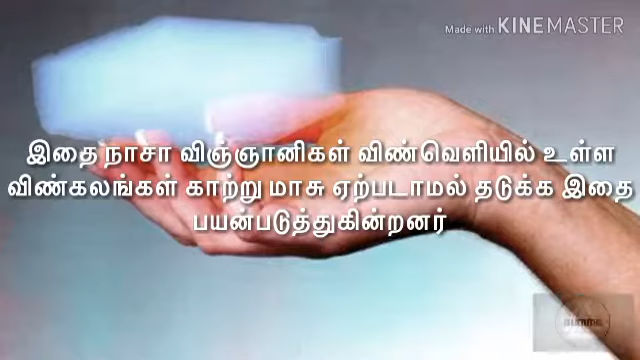 Made with KINEMASTER
இதை நாசா விஞ்ஞானிகள் விண்வெளியில் உள்ள
விண்கலங்கள் காற்று மாசு ஏற்படாமல் தடுக்க இதை
பயன்படுத்துகின்றனர்